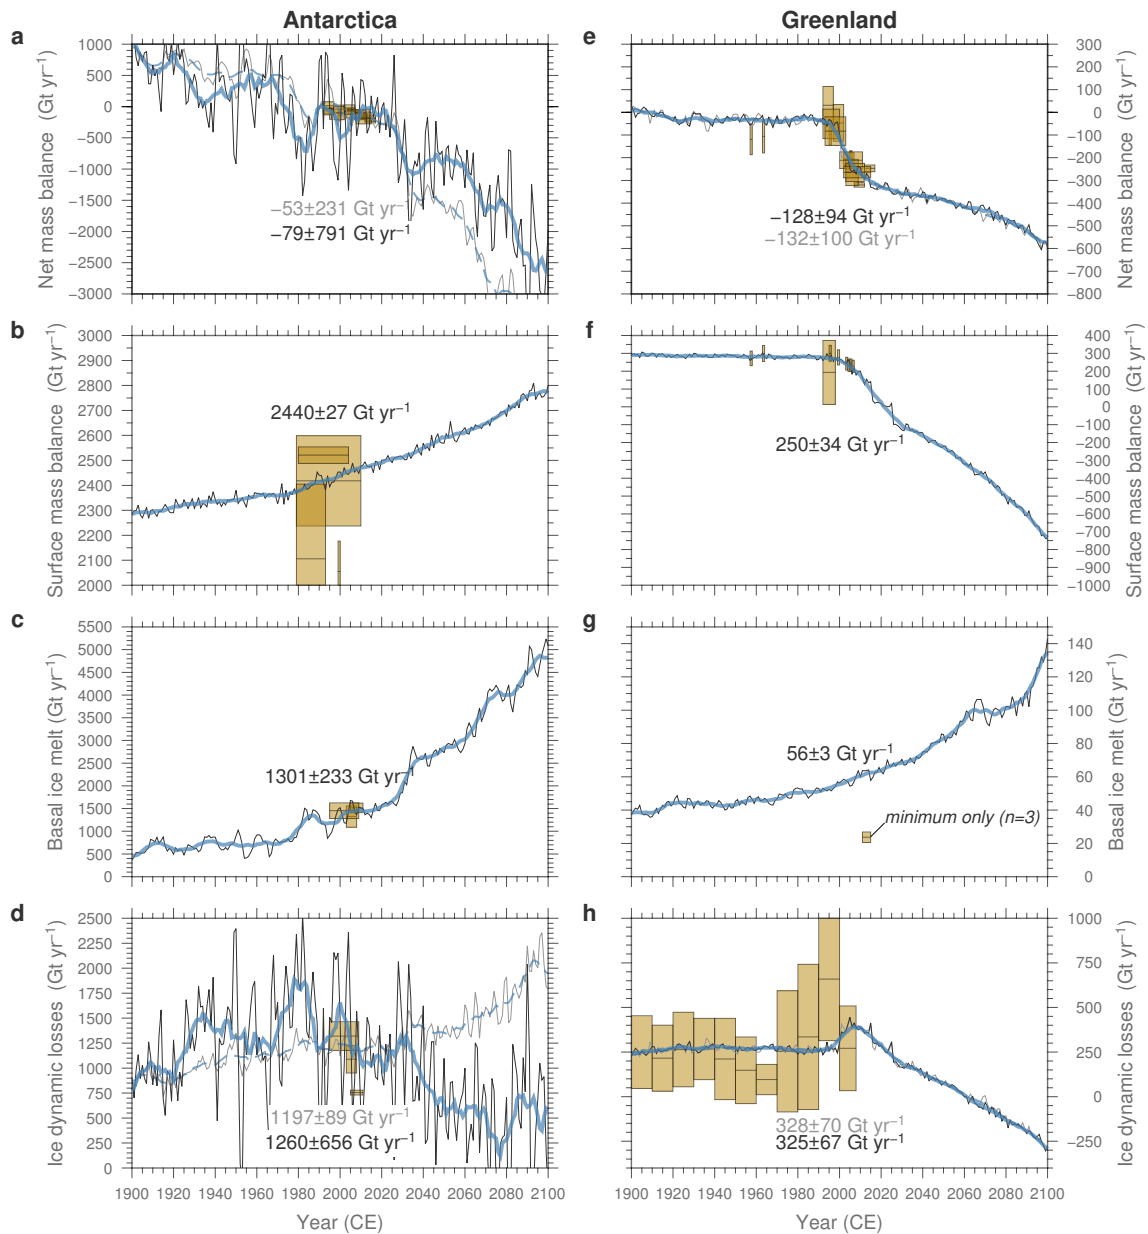 Antarctica
Greenland
a
1000
500
0
−500
−1000
−1500
−2000
−2500
−3000
Net mass balance (Gt yr⁻¹)
−53±231 Gt yr⁻¹
−79±791 Gt yr⁻¹
e
300
200
100
0
−100
−200
−300
−400
−500
−600
−700
−800
Net mass balance (Gt yr⁻¹)
−128±94 Gt yr⁻¹
−132±100 Gt yr⁻¹
b
3000
2900
2800
2700
2600
2500
2400
2300
2200
2100
2000
Surface mass balance (Gt yr⁻¹)
2440±27 Gt yr⁻¹
f
400
300
200
100
0
−100
−200
−300
−400
−500
−600
−700
−800
−900
−1000
Surface mass balance (Gt yr⁻¹)
250±34 Gt yr⁻¹
c
5500
5000
4500
4000
3500
3000
2500
2000
1500
1000
500
0
Basal ice melt (Gt yr⁻¹)
1301±233 Gt yr⁻¹
g
140
120
100
80
60
40
20
0
Basal ice melt (Gt yr⁻¹)
56±3 Gt yr⁻¹
minimum only (n=3)
d
2500
2250
2000
1750
1500
1250
1000
750
500
250
0
Ice dynamic losses (Gt yr⁻¹)
1197±89 Gt yr⁻¹
1260±656 Gt yr⁻¹
1900 1920 1940 1960 1980 2000 2020 2040 2060 2080 2100
Year (CE)
h
1000
750
500
250
0
−250
Ice dynamic losses (Gt yr⁻¹)
328±70 Gt yr⁻¹
325±67 Gt yr⁻¹
1900 1920 1940 1960 1980 2000 2020 2040 2060 2080 2100
Year (CE)